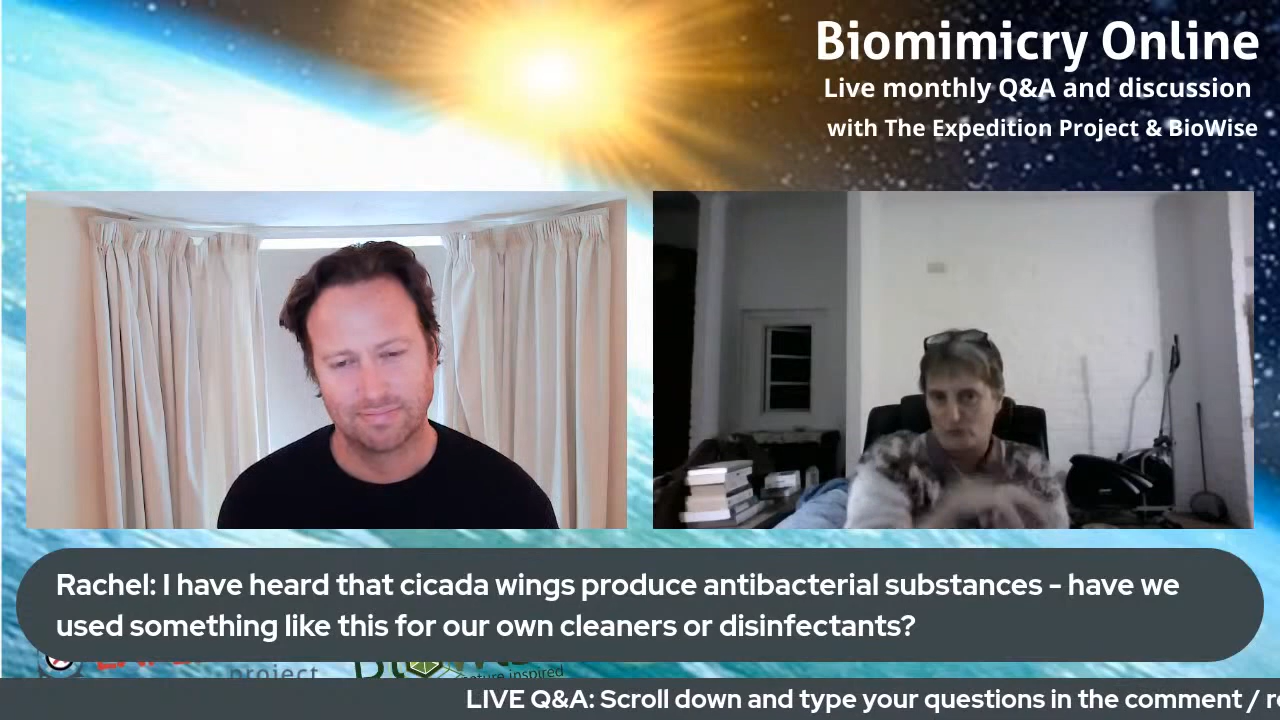 Biomimicry Online
Live monthly Q&A and discussion
with The Expedition Project & BioWise
Rachel: I have heard that cicada wings produce antibacterial substances - have we
used something like this for our own cleaners or disinfectants?
project
LIVE Q&A: Scroll down and type your questions in the comment /